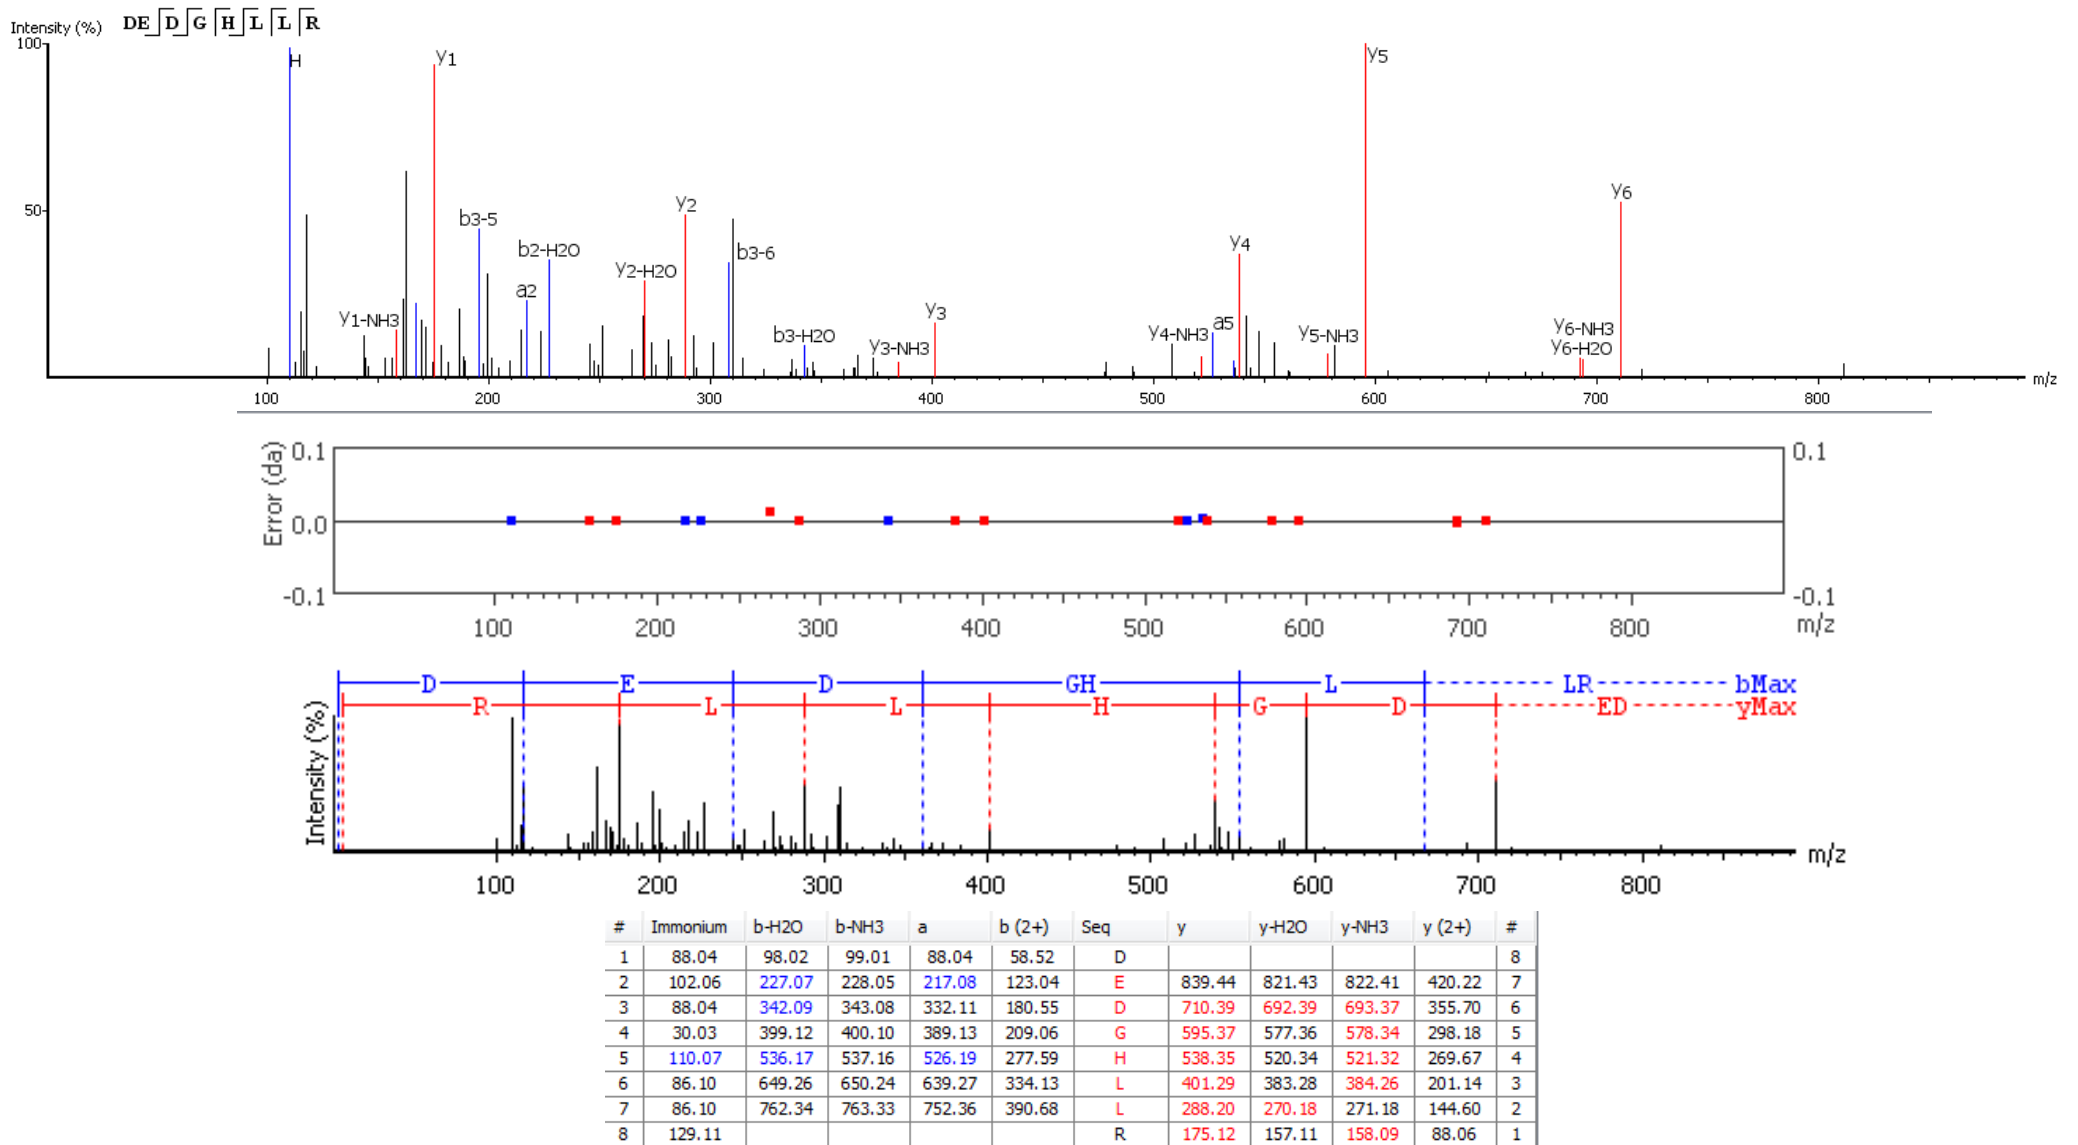 Intensity (%) DE D G H L L R
100
H
y1
y5
y6
50
b3-5
y2
b2-H2O
y4
b3-6
y2-H2O
a2
y1-NH3
y3
a5
b3-H2O
y4-NH3
y5-NH3
y6-NH3
y3-NH3
y6-H2O
m/z
100 200 300 400 500 600 700 800
Error (da)
0.1 0.1
0.0
-0.1 -0.1
100 200 300 400 500 600 700 800 m/z
D E D GH L LR bMax
R L L H G D ED yMax
Intensity (%)
m/z
100 200 300 400 500 600 700 800
# Immonium b-H2O b-NH3 a b (2+) Seq y y-H2O y-NH3 y (2+) #
1 88.04 98.02 99.01 88.04 58.52 D 8
2 102.06 227.07 228.05 217.08 123.04 E 839.44 821.43 822.41 420.22 7
3 88.04 342.09 343.08 332.11 180.55 D 710.39 692.39 693.37 355.70 6
4 30.03 399.12 400.10 389.13 209.06 G 595.37 577.36 578.34 298.18 5
5 110.07 536.17 537.16 526.19 277.59 H 538.35 520.34 521.32 269.67 4
6 86.10 649.26 650.24 639.27 334.13 L 401.29 383.28 384.26 201.14 3
7 86.10 762.34 763.33 752.36 390.68 L 288.20 270.18 271.18 144.60 2
8 129.11 R 175.12 157.11 158.09 88.06 1